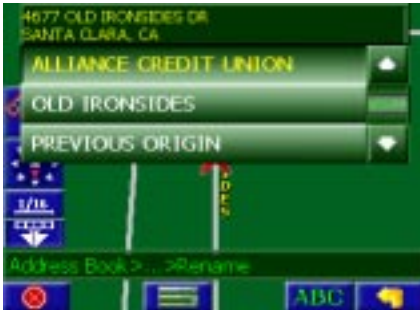 4677 OLD IRONSIDES DR
SANTA CLARA, CA
ALLIANCE CREDIT UNION
OLD IRONSIDES
PREVIOUS ORIGIN
DES
1/16
Address Book>...>Rename
ABC